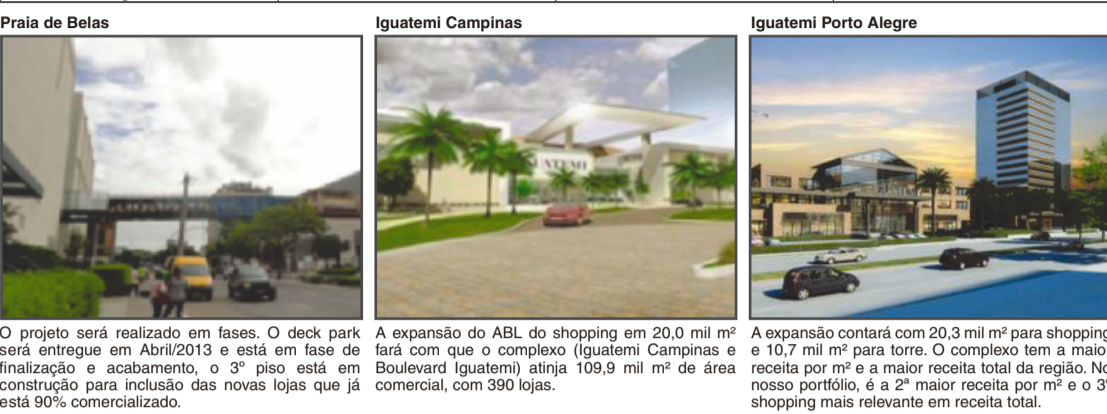 Praia de Belas
Iguatemi Campinas
Iguatemi Porto Alegre
O projeto será realizado em fases. O deck park
será entregue em Abril/2013 e está em fase de
finalização e acabamento, o 3º piso está em
construção para inclusão das novas lojas que já
está 90% comercializado.
A expansão do ABL do shopping em 20,0 mil m²
fará com que o complexo (Iguatemi Campinas e
Boulevard Iguatemi) atinja 109,9 mil m² de área
comercial, com 390 lojas.
A expansão contará com 20,3 mil m² para shopping
e 10,7 mil m² para torre. O complexo tem a maio
receita por m² e a maior receita total da região. No
nosso portfólio, é a 2ª maior receita por m² e o 3º
shopping mais relevante em receita total.